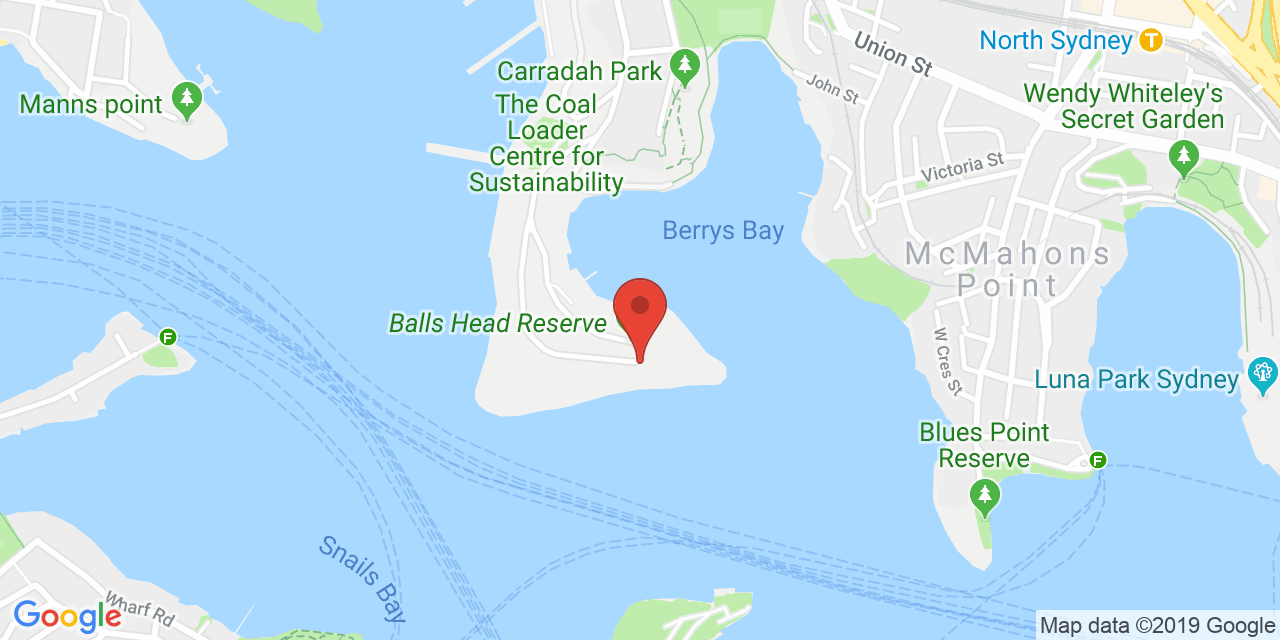 North Sydney
T
Union St
Carradah Park
John St
Manns point
Wendy Whiteley's
Secret Garden
The Coal
Loader
Centre for
Sustainability
Victoria St
Berrys Bay
McMahons
Point
Balls Head Reserve
F
W Cres St
Luna Park Sydney
Blues Point
Reserve
F
Snails Bay
Wharf Rd
Google
Map data ©2019 Google